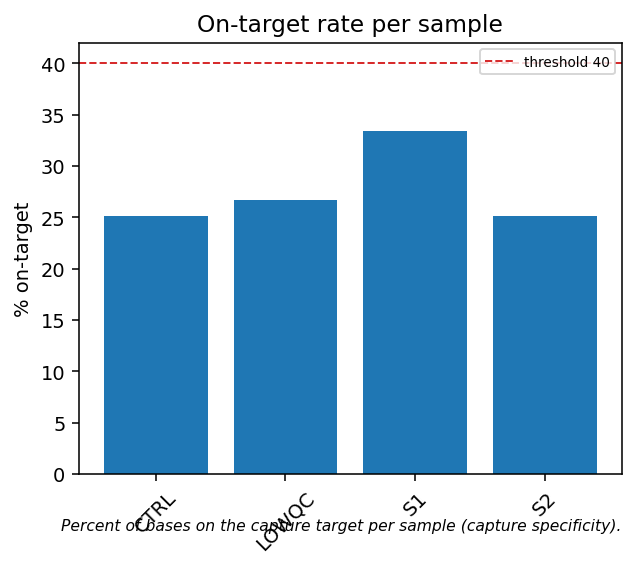 On-target rate per sample
threshold 40
% on-target
40
35
30
25
20
15
10
5
0
CTRL
LOWQC
S1
S2
Percent of bases on the capture target per sample (capture specificity).